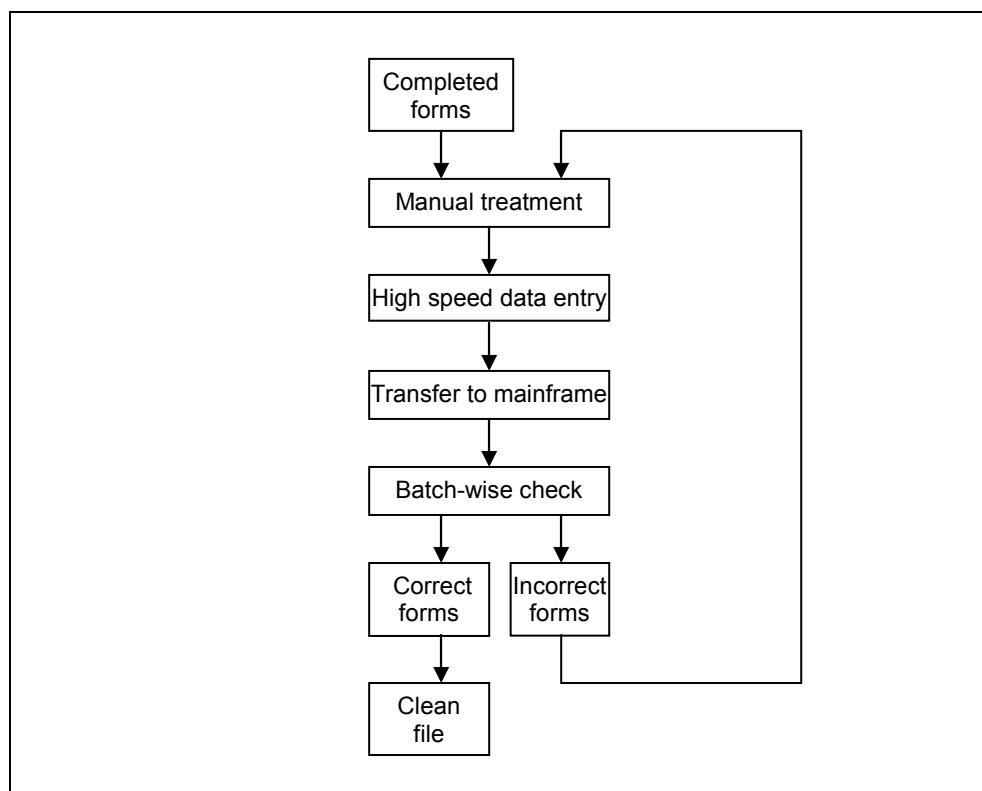 Completed
forms
Manual treatment
High speed data entry
Transfer to mainframe
Batch-wise check
Correct
forms
Incorrect
forms
Clean
file